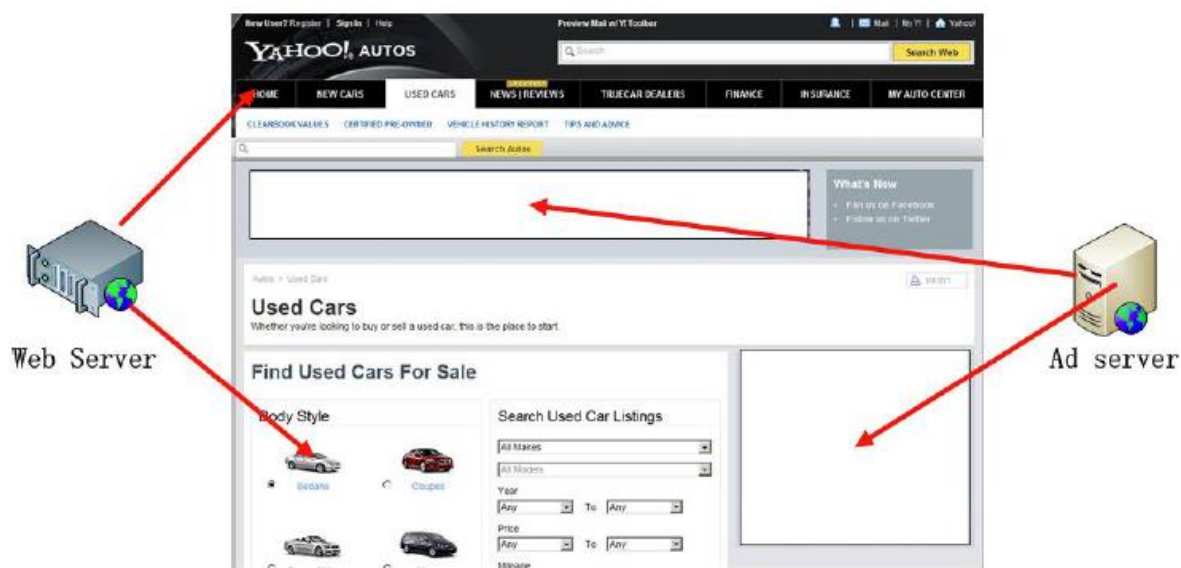 New User? Register | Sign In | Help Preview Mail w/ Y! Toolbar Mail | My Y! | Yahoo!
YAHOO! AUTOS Search Search Web
HOME NEW CARS USED CARS NEWS | REVIEWS TRUECAR DEALERS FINANCE INSURANCE MY AUTO CENTER
CLEARBOOK VALUES CERTIFIED PRE-OWNED VEHICLE HISTORY REPORT TIPS AND ADVICE
Search Autos
What's New
Fan us on Facebook
Follow us on Twitter
Autos > Used Cars PRINT
Used Cars
Whether you're looking to buy or sell a used car, this is the place to start.
Web Server
Ad server
Find Used Cars For Sale
Body Style
Sedans Coupes
Search Used Car Listings
All Makes
All Models
Year
Any To Any
Price
Any To Any
Mileage